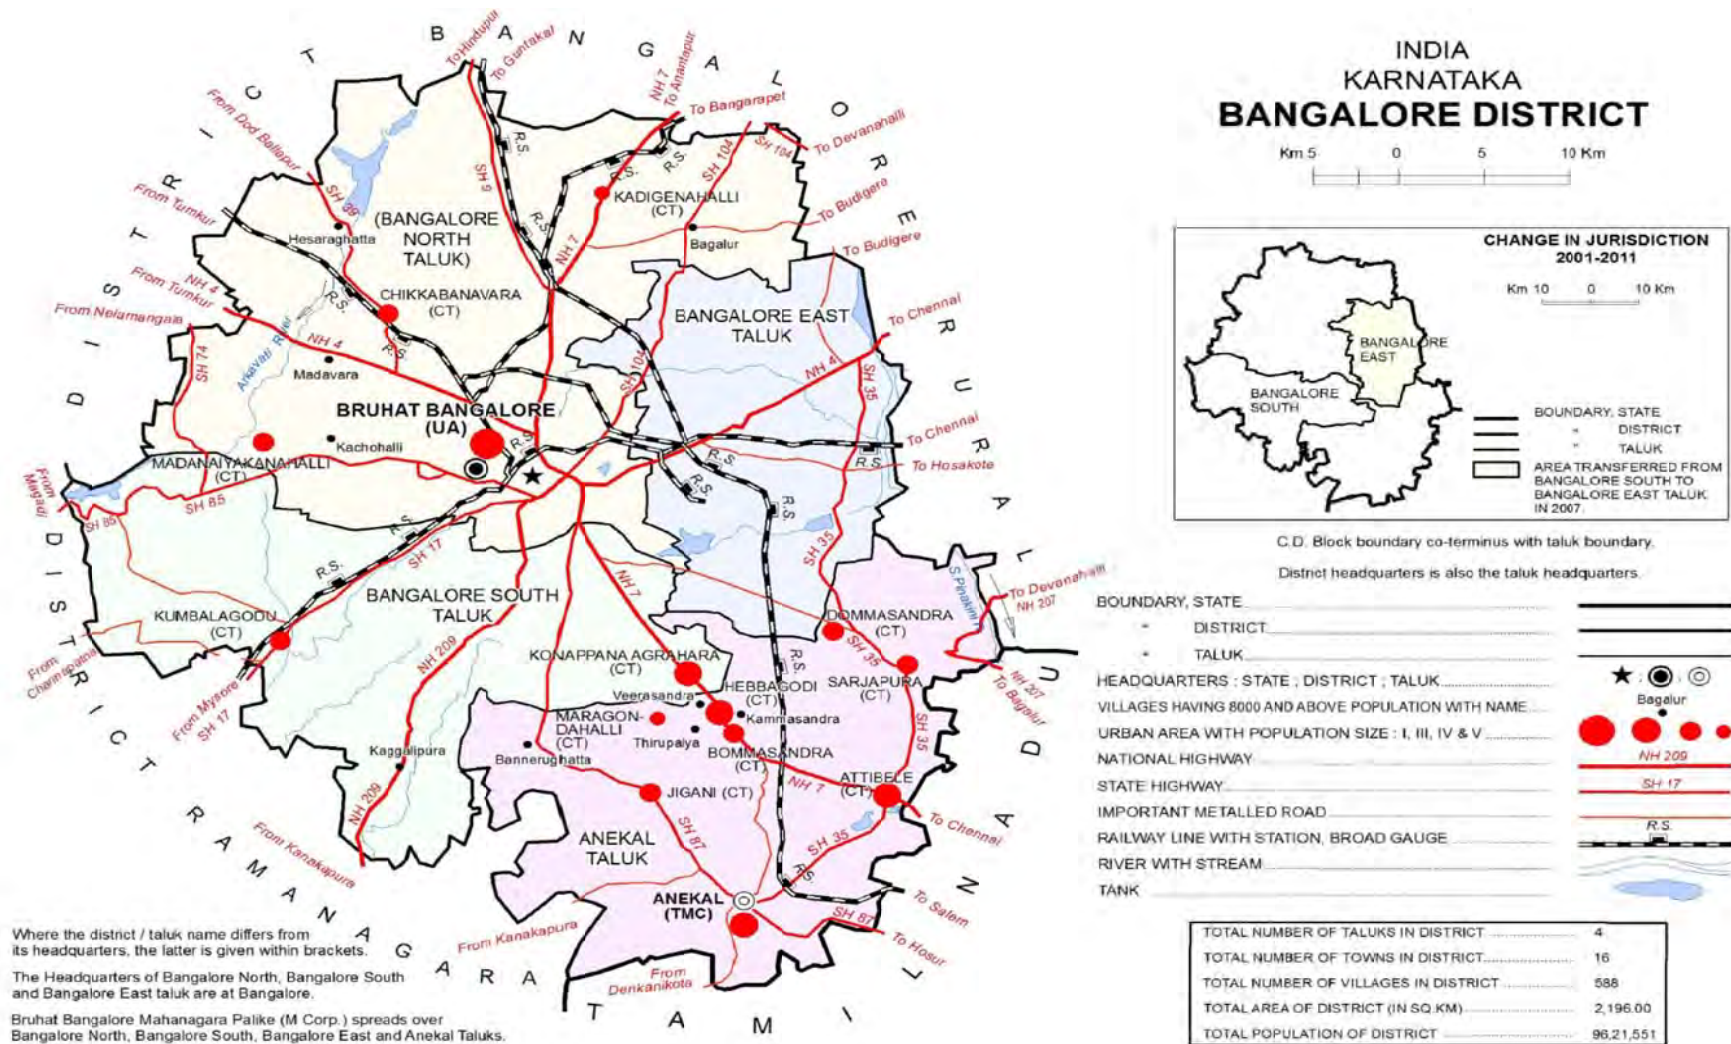 INDIA
KARNATAKA
BANGALORE DISTRICT
Km 5 0 5 10 Km
CHANGE IN JURISDICTION
2001-2011
Km 10 0 10 Km
BANGALORE
EAST
BANGALORE
SOUTH
BOUNDARY, STATE
" DISTRICT
" TALUK
AREA TRANSFERRED FROM
BANGALORE SOUTH TO
BANGALORE EAST TALUK
IN 2007.
C.D. Block boundary co-terminus with taluk boundary.
District headquarters is also the taluk headquarters.
BOUNDARY, STATE
" DISTRICT
" TALUK
HEADQUARTERS : STATE ; DISTRICT ; TALUK
VILLAGES HAVING 8000 AND ABOVE POPULATION WITH NAME
Bagalur
URBAN AREA WITH POPULATION SIZE : I, III, IV & V
NATIONAL HIGHWAY
NH 209
STATE HIGHWAY
SH 17
IMPORTANT METALLED ROAD
RAILWAY LINE WITH STATION, BROAD GAUGE
R.S.
RIVER WITH STREAM
TANK
TOTAL NUMBER OF TALUKS IN DISTRICT 4
TOTAL NUMBER OF TOWNS IN DISTRICT 16
TOTAL NUMBER OF VILLAGES IN DISTRICT 588
TOTAL AREA OF DISTRICT (IN SQ.KM) 2,196.00
TOTAL POPULATION OF DISTRICT 96,21,551
DISTRICT BANGALORE RURAL
DISTRICT RAMANAGARA
TAMIL NADU
To Hindupur
To Guntakal
NH 7
To Anantapur
To Bangarapet
SH 104
SH 104
To Devanahalli
From Dod Ballapur
SH 39
SH 9
R.S.
R.S.
R.S.
R.S.
KADIGENAHALLI
(CT)
To Budigere
From Tumkur
Hesaraghatta
(BANGALORE
NORTH
TALUK)
NH 7
Bagalur
To Budigere
From Tumkur
NH 4
R.S.
CHIKKABANAVARA
(CT)
From Nelamangala
Arkavati River
NH 4
R.S.
BANGALORE EAST
TALUK
To Chennai
SH 74
Madavara
SH 104
NH 4
SH 35
BRUHAT BANGALORE
(UA)
Kachohalli
R.S.
To Chennai
MADANAIYAKANAHALLI
(CT)
R.S.
R.S.
To Hosakote
From
Magadi
SH 85
SH 85
R.S.
R.S.
R.S.
SH 17
R.S.
SH 35
BANGALORE SOUTH
TALUK
NH 7
S.Pinakini R
To Devanahalli
NH 207
KUMBALAGODU
(CT)
DOMMASANDRA
(CT)
From
Channapatna
NH 209
KONAPPANA AGRAHARA
(CT)
R.S.
SH 35
SARJAPURA
(CT)
NH 207
To Bagalur
From Mysore
SH 17
HEBBAGODI
(CT)
Veerasandra
Kammasandra
MARAGON-
DAHALLI
(CT)
Thirupalya
BOMMASANDRA
(CT)
SH 35
Kaggalipura
Bannerughatta
NH 7
ATTIBELE
(CT)
JIGANI (CT)
NH 209
To Chennai
SH 35
ANEKAL
TALUK
SH 87
From Kanakapura
R.S.
ANEKAL
(TMC)
To Salem
SH 87
From Kanakapura
To Hosur
From
Denkanikota
Where the district / taluk name differs from
its headquarters, the latter is given within brackets.
The Headquarters of Bangalore North, Bangalore South
and Bangalore East taluk are at Bangalore.
Bruhat Bangalore Mahanagara Palike (M Corp.) spreads over
Bangalore North, Bangalore South, Bangalore East and Anekal Taluks.